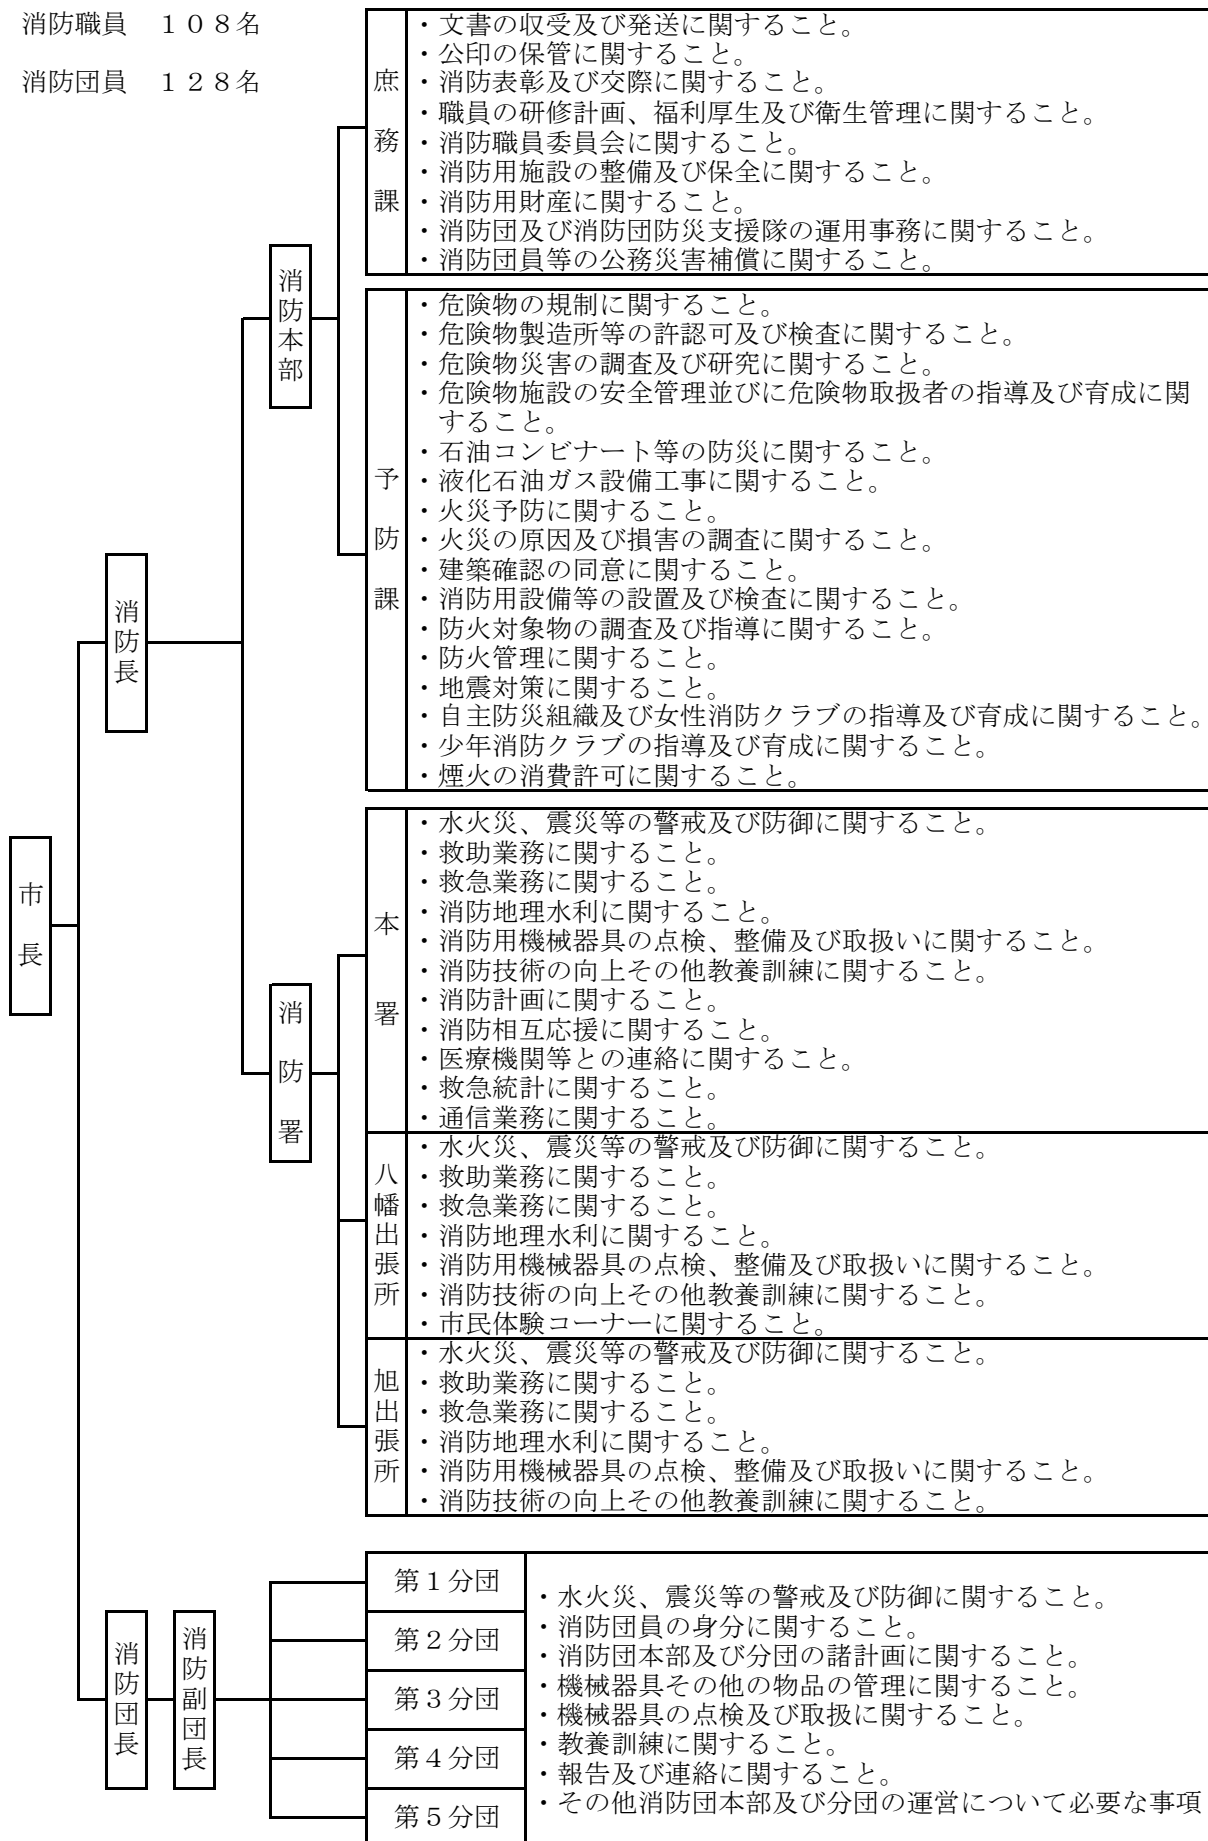 消防職員　１０８名
消防団員　１２８名
市長
消防長
消防本部
庶務課
・文書の収受及び発送に関すること。
・公印の保管に関すること。
・消防表彰及び交際に関すること。
・職員の研修計画、福利厚生及び衛生管理に関すること。
・消防職員委員会に関すること。
・消防用施設の整備及び保全に関すること。
・消防用財産に関すること。
・消防団及び消防団防災支援隊の運用事務に関すること。
・消防団員等の公務災害補償に関すること。
予防課
・危険物の規制に関すること。
・危険物製造所等の許認可及び検査に関すること。
・危険物災害の調査及び研究に関すること。
・危険物施設の安全管理並びに危険物取扱者の指導及び育成に関
すること。
・石油コンビナート等の防災に関すること。
・液化石油ガス設備工事に関すること。
・火災予防に関すること。
・火災の原因及び損害の調査に関すること。
・建築確認の同意に関すること。
・消防用設備等の設置及び検査に関すること。
・防火対象物の調査及び指導に関すること。
・防火管理に関すること。
・地震対策に関すること。
・自主防災組織及び女性消防クラブの指導及び育成に関すること。
・少年消防クラブの指導及び育成に関すること。
・煙火の消費許可に関すること。
消防署
本署
・水火災、震災等の警戒及び防御に関すること。
・救助業務に関すること。
・救急業務に関すること。
・消防地理水利に関すること。
・消防用機械器具の点検、整備及び取扱いに関すること。
・消防技術の向上その他教養訓練に関すること。
・消防計画に関すること。
・消防相互応援に関すること。
・医療機関等との連絡に関すること。
・救急統計に関すること。
・通信業務に関すること。
八幡出張所
・水火災、震災等の警戒及び防御に関すること。
・救助業務に関すること。
・救急業務に関すること。
・消防地理水利に関すること。
・消防用機械器具の点検、整備及び取扱いに関すること。
・消防技術の向上その他教養訓練に関すること。
・市民体験コーナーに関すること。
旭出張所
・水火災、震災等の警戒及び防御に関すること。
・救助業務に関すること。
・救急業務に関すること。
・消防地理水利に関すること。
・消防用機械器具の点検、整備及び取扱いに関すること。
・消防技術の向上その他教養訓練に関すること。
消防団長
消防副団長
第１分団
第２分団
第３分団
第４分団
第５分団
・水火災、震災等の警戒及び防御に関すること。
・消防団員の身分に関すること。
・消防団本部及び分団の諸計画に関すること。
・機械器具その他の物品の管理に関すること。
・機械器具の点検及び取扱に関すること。
・教養訓練に関すること。
・報告及び連絡に関すること。
・その他消防団本部及び分団の運営について必要な事項